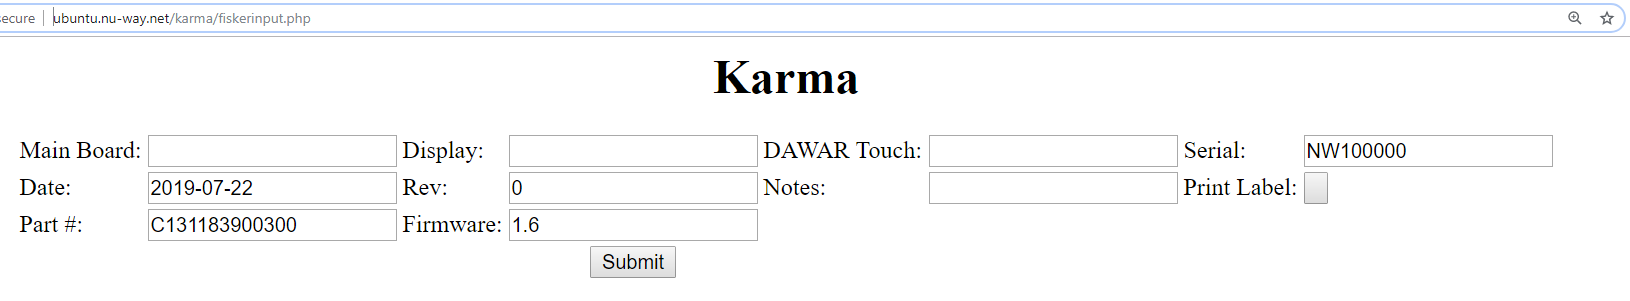 ecure | ubuntu.nu-way.net/karma/fiskerinput.php
Karma
Main Board: Display: DAWAR Touch: Serial: NW100000
Date: 2019-07-22 Rev: 0 Notes: Print Label:
Part #: C131183900300 Firmware: 1.6
Submit